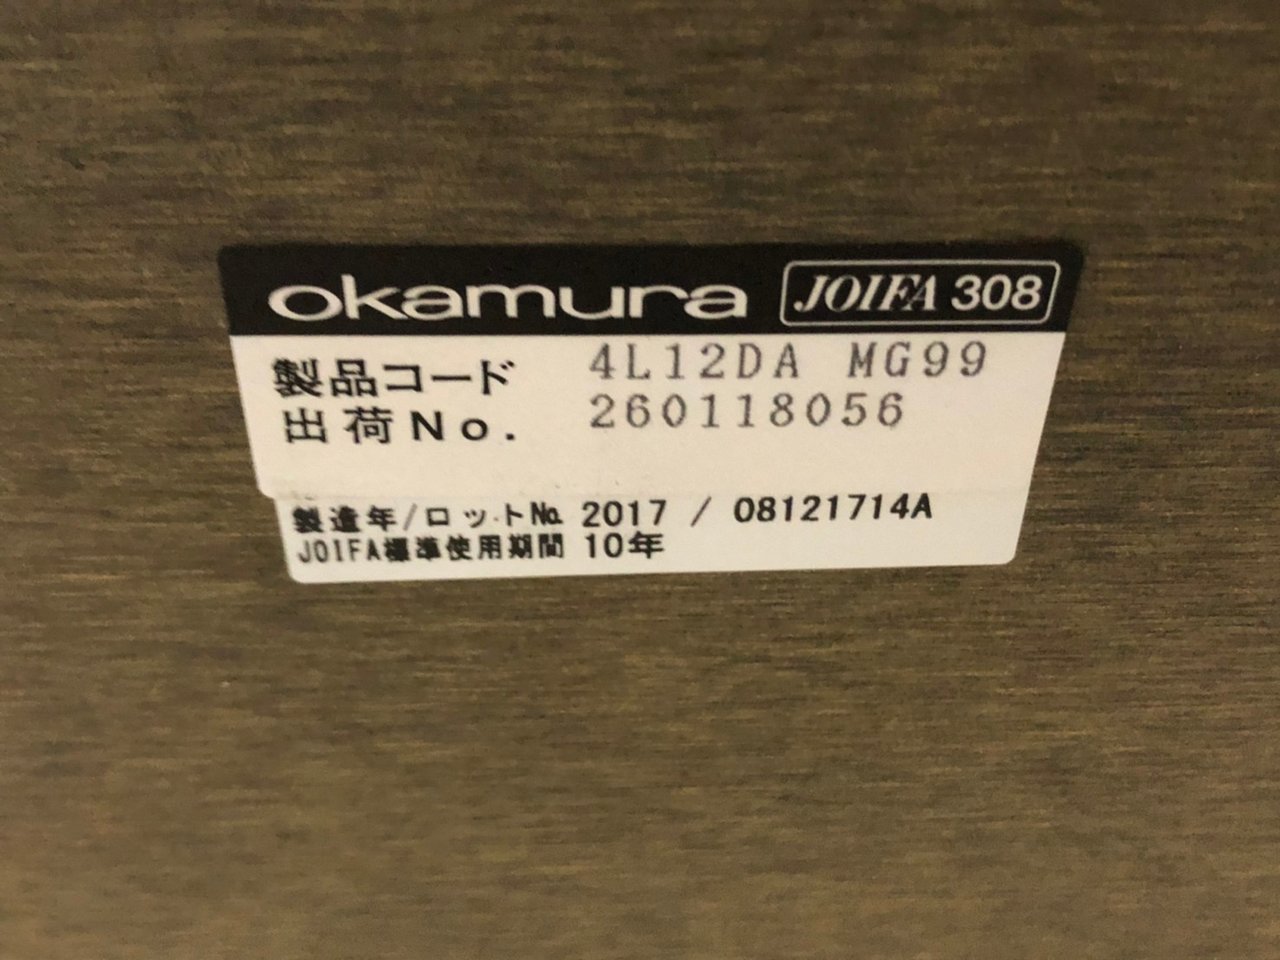 okamura JOIFA 308
製品コード 4L12DA MG99
出荷No. 260118056
製造年/ロットNo. 2017 / 08121714A
JOIFA標準使用期間 10年